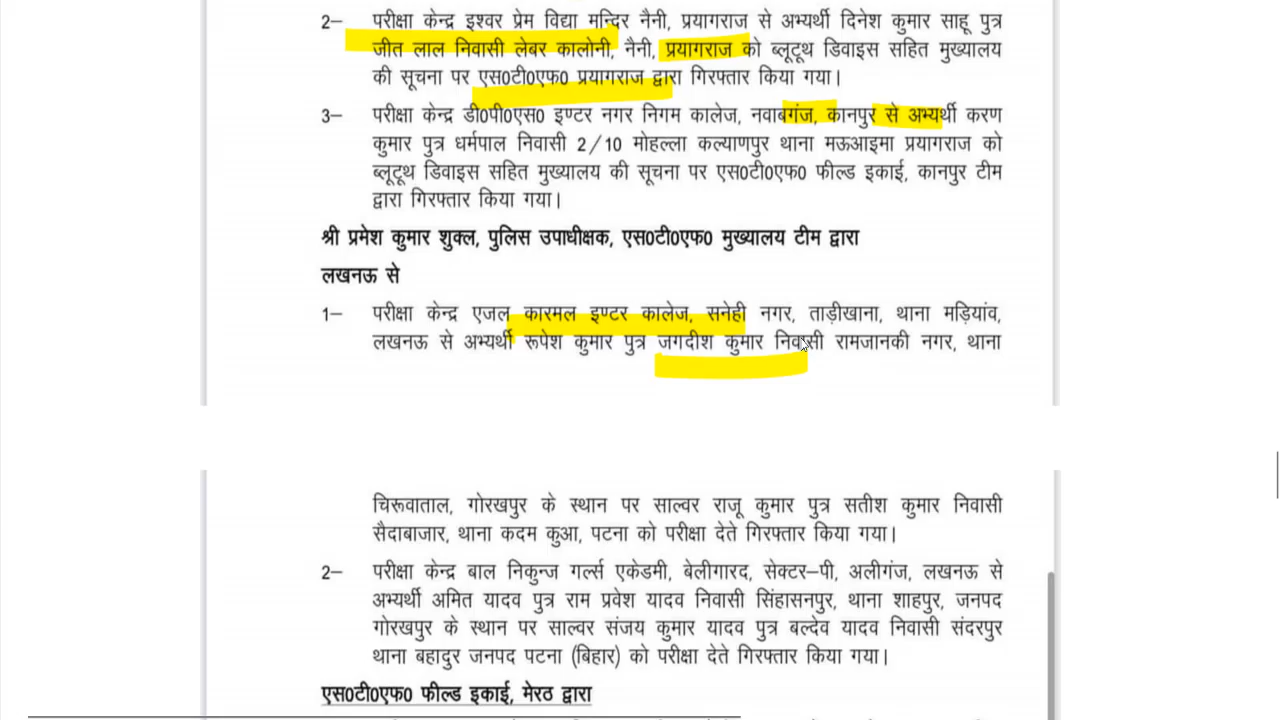 2– परीक्षा केन्द्र इश्वर प्रेम विद्या मन्दिर नैनी, प्रयागराज से अभ्यर्थी दिनेश कुमार साहू पुत्र
जीत लाल निवासी लेबर कालोनी, नैनी, प्रयागराज को ब्लूटूथ डिवाइस सहित मुख्यालय
की सूचना पर एस0टी0एफ0 प्रयागराज द्वारा गिरफ्तार किया गया।
3– परीक्षा केन्द्र डी0पी0एस0 इण्टर नगर निगम कालेज, नवाबगंज, कानपुर से अभ्यर्थी करण
कुमार पुत्र धर्मपाल निवासी 2/10 मोहल्ला कल्याणपुर थाना मऊआइमा प्रयागराज को
ब्लूटूथ डिवाइस सहित मुख्यालय की सूचना पर एस0टी0एफ0 फील्ड इकाई, कानपुर टीम
द्वारा गिरफ्तार किया गया।
श्री प्रमेश कुमार शुक्ल, पुलिस उपाधीक्षक, एस0टी0एफ0 मुख्यालय टीम द्वारा
लखनऊ से
1– परीक्षा केन्द्र एजल कारमल इण्टर कालेज, सनेही नगर, ताड़ीखाना, थाना मड़ियांव,
लखनऊ से अभ्यर्थी रूपेश कुमार पुत्र जगदीश कुमार निवासी रामजानकी नगर, थाना
चिरूवाताल, गोरखपुर के स्थान पर साल्वर राजू कुमार पुत्र सतीश कुमार निवासी
सैदाबाजार, थाना कदम कुआ, पटना को परीक्षा देते गिरफ्तार किया गया।
2– परीक्षा केन्द्र बाल निकुन्ज गर्ल्स एकेडमी, बेलीगारद, सेक्टर–पी, अलीगंज, लखनऊ से
अभ्यर्थी अमित यादव पुत्र राम प्रवेश यादव निवासी सिंहासनपुर, थाना शाहपुर, जनपद
गोरखपुर के स्थान पर साल्वर संजय कुमार यादव पुत्र बल्देव यादव निवासी संदरपुर
थाना बहादुर जनपद पटना (बिहार) को परीक्षा देते गिरफ्तार किया गया।
एस0टी0एफ0 फील्ड इकाई, मेरठ द्वारा